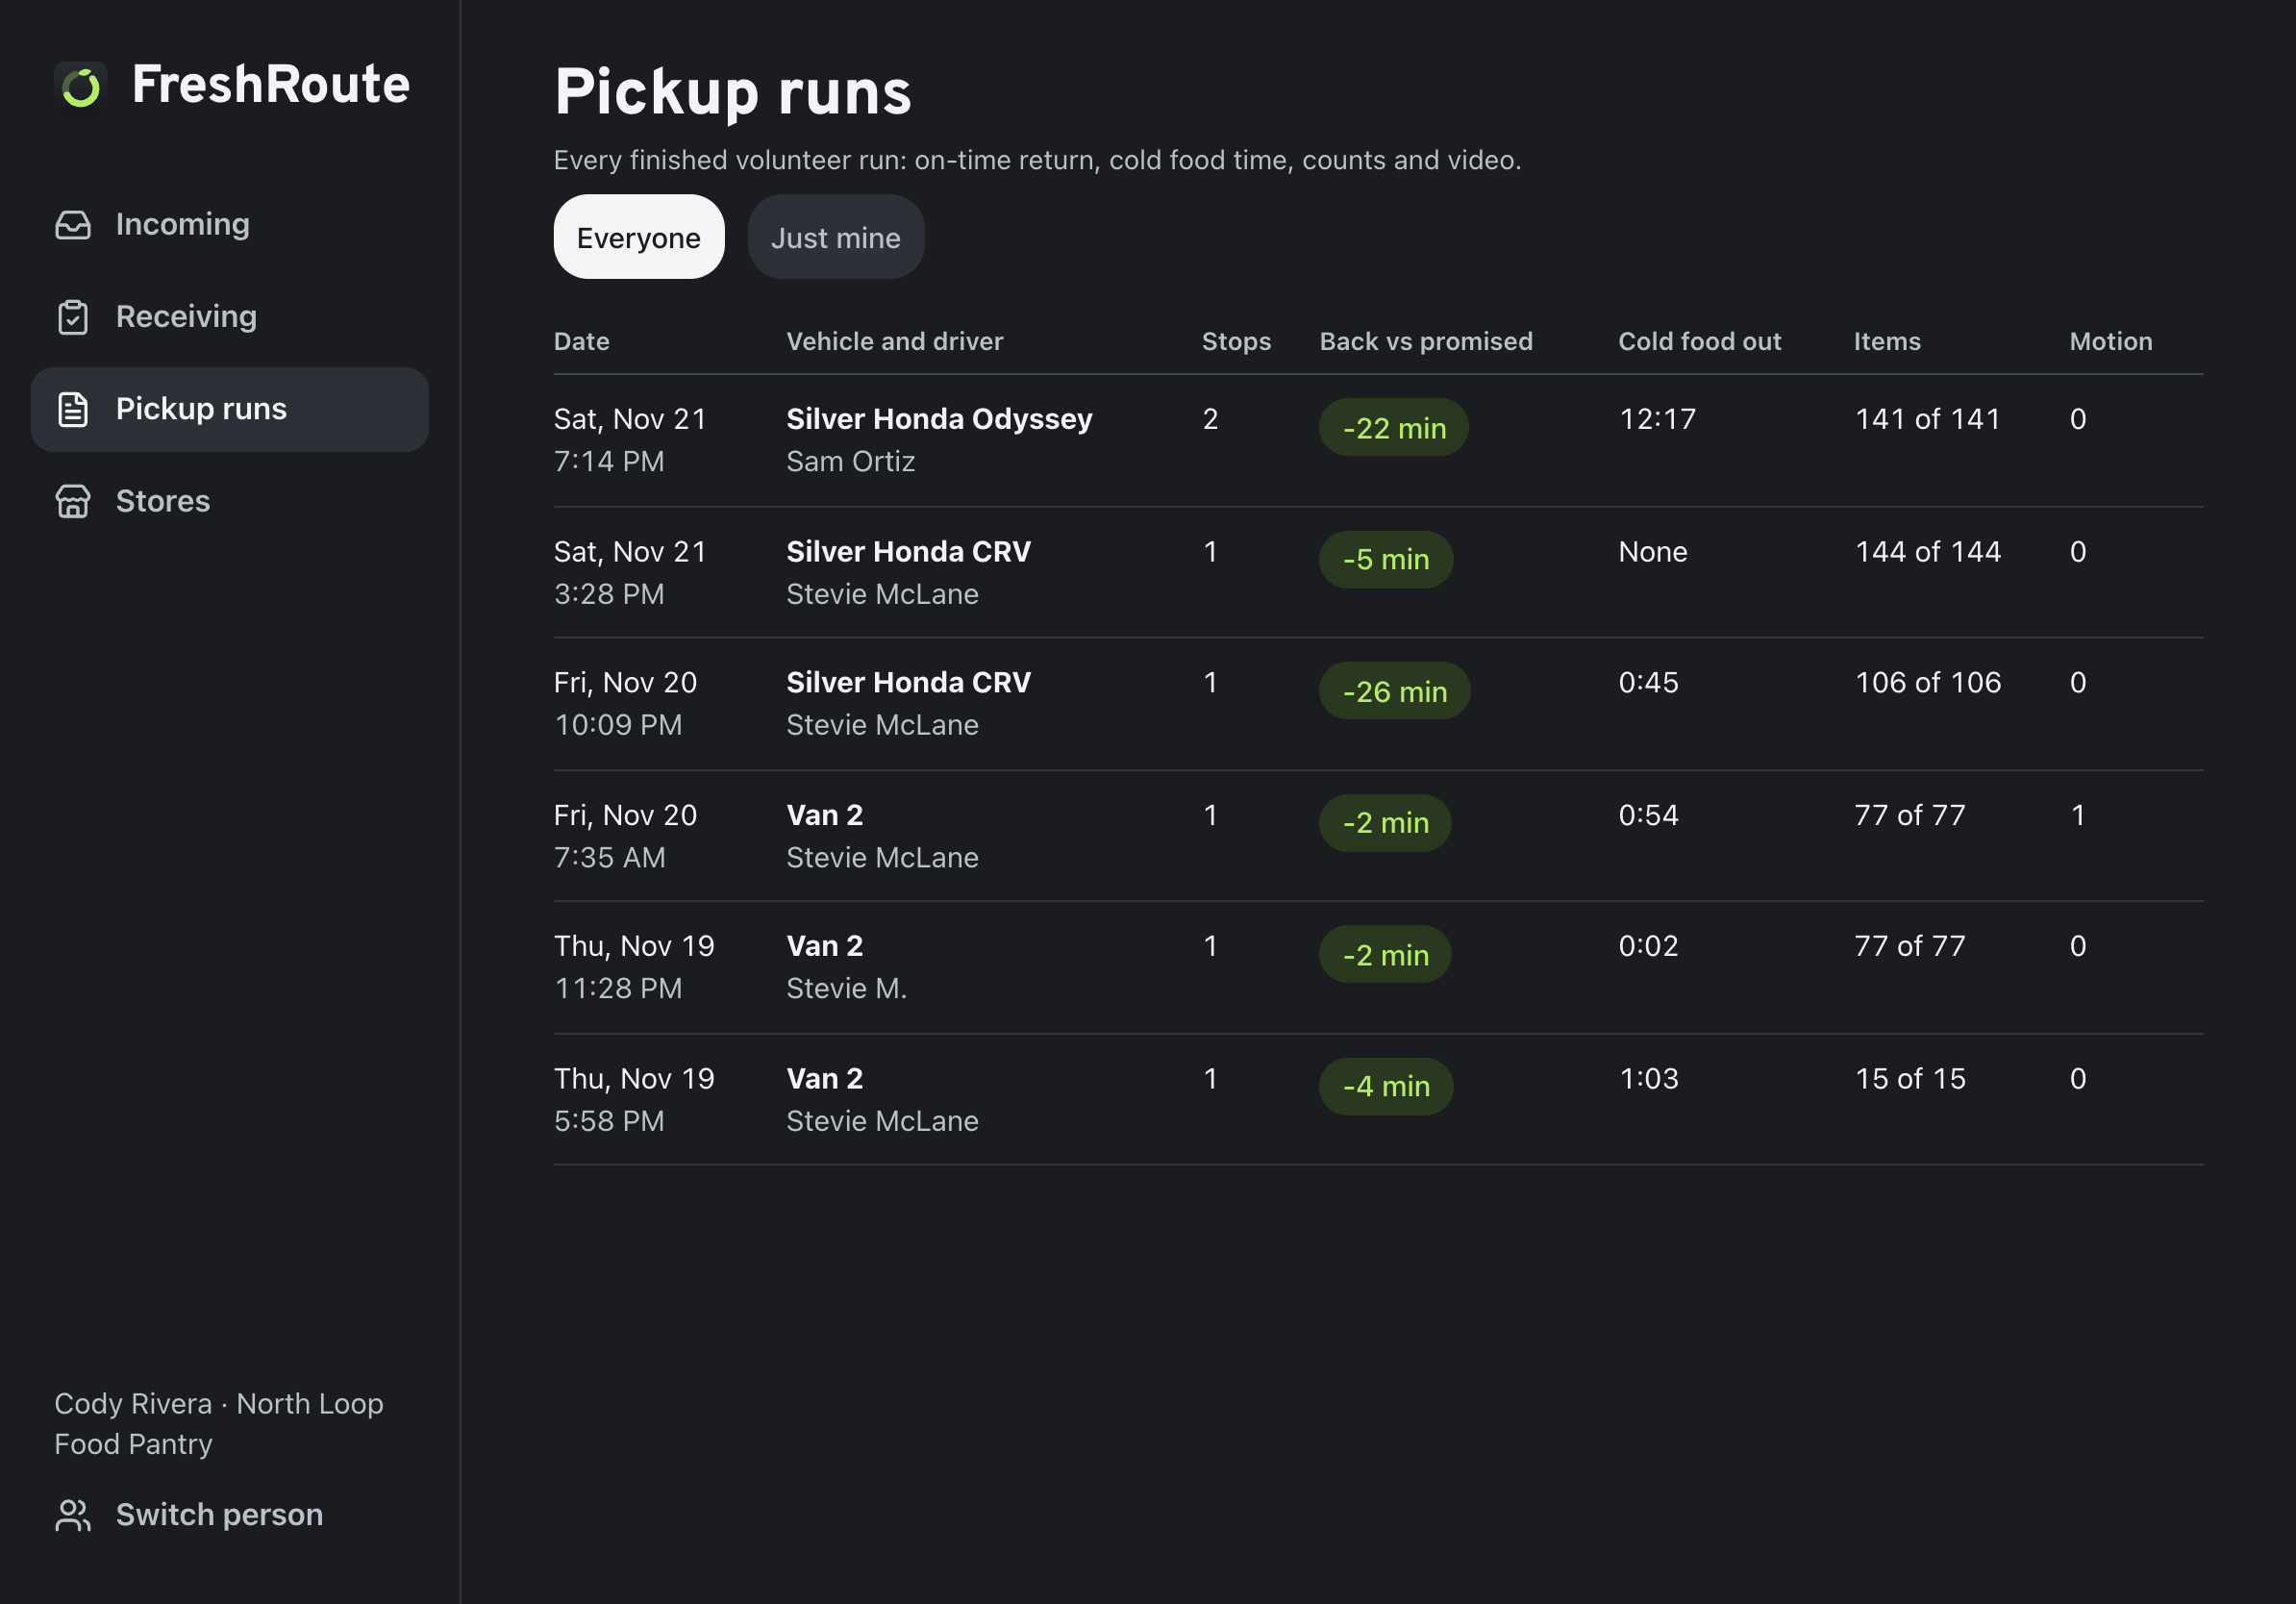 FreshRoute
Incoming
Receiving
Pickup runs
Stores
Cody Rivera · North Loop
Food Pantry
Switch person
Pickup runs
Every finished volunteer run: on-time return, cold food time, counts and video.
Everyone Just mine
Date Vehicle and driver Stops Back vs promised Cold food out Items Motion
Sat, Nov 21 Silver Honda Odyssey 2 -22 min 12:17 141 of 141 0
7:14 PM Sam Ortiz
Sat, Nov 21 Silver Honda CRV 1 -5 min None 144 of 144 0
3:28 PM Stevie McLane
Fri, Nov 20 Silver Honda CRV 1 -26 min 0:45 106 of 106 0
10:09 PM Stevie McLane
Fri, Nov 20 Van 2 1 -2 min 0:54 77 of 77 1
7:35 AM Stevie McLane
Thu, Nov 19 Van 2 1 -2 min 0:02 77 of 77 0
11:28 PM Stevie M.
Thu, Nov 19 Van 2 1 -4 min 1:03 15 of 15 0
5:58 PM Stevie McLane